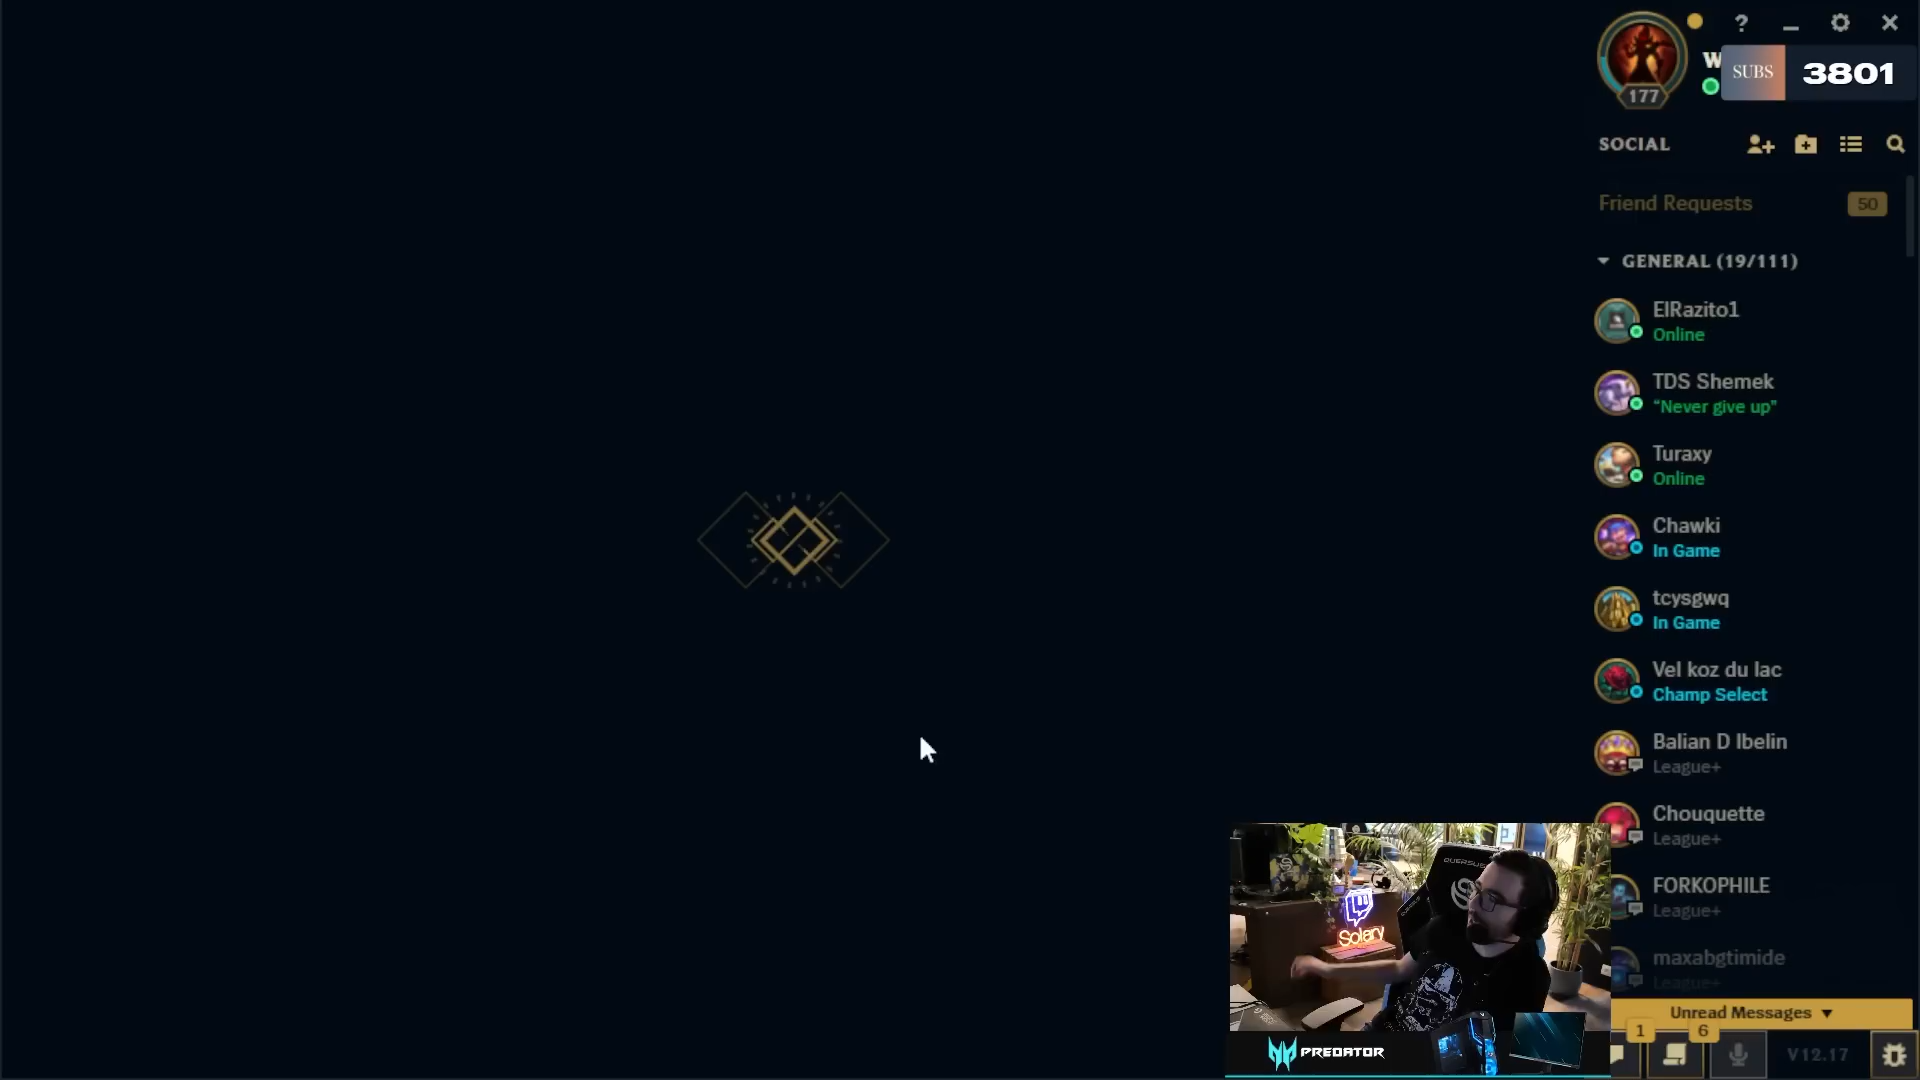 ?
W
SUBS
3801
177
SOCIAL
Friend Requests
50
GENERAL (19/111)
ElRazito1
Online
TDS Shemek
“Never give up”
Turaxy
Online
Chawki
In Game
tcysgwq
In Game
Vel koz du lac
Champ Select
Balian D Ibelin
League+
Chouquette
League+
FORKOPHILE
League+
maxabgtimide
League+
Solary
PREDATOR
Unread Messages
1
6
V12.17